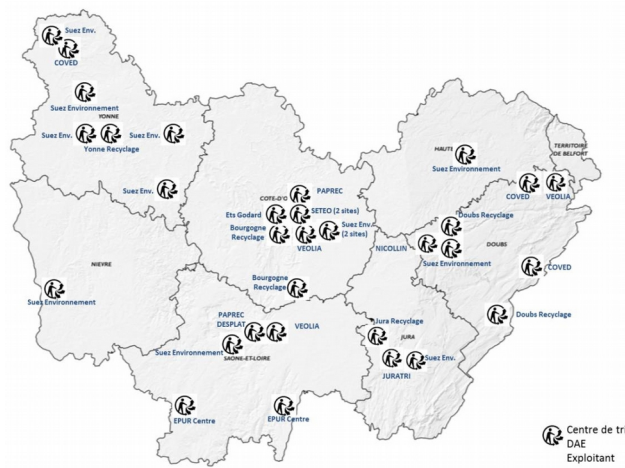 Suez Env.
COVED
Suez Environnement
YONNE
Suez Env.
Suez Env.
Yonne Recyclage
Suez Env.
HAUTE
Suez Environnement
TERRITOIRE
DE BELFORT
COVED
VEOLIA
COTE-D'O
PAPREC
Ets Godard
SETEO (2 sites)
Bourgogne
Recyclage
Suez Env.
(2 sites)
VEOLIA
NICOLLIN
Doubs Recyclage
DOUBS
Suez Environnement
COVED
NIEVRE
Suez Environnement
Bourgogne
Recyclage
Doubs Recyclage
PAPREC
DESPLAT
VEOLIA
Suez Environnement
SAONE-ET-LOIRE
Jura Recyclage
JURA
Suez Env.
JURATRI
EPUR Centre
EPUR Centre
Centre de tri
DAE
Exploitant